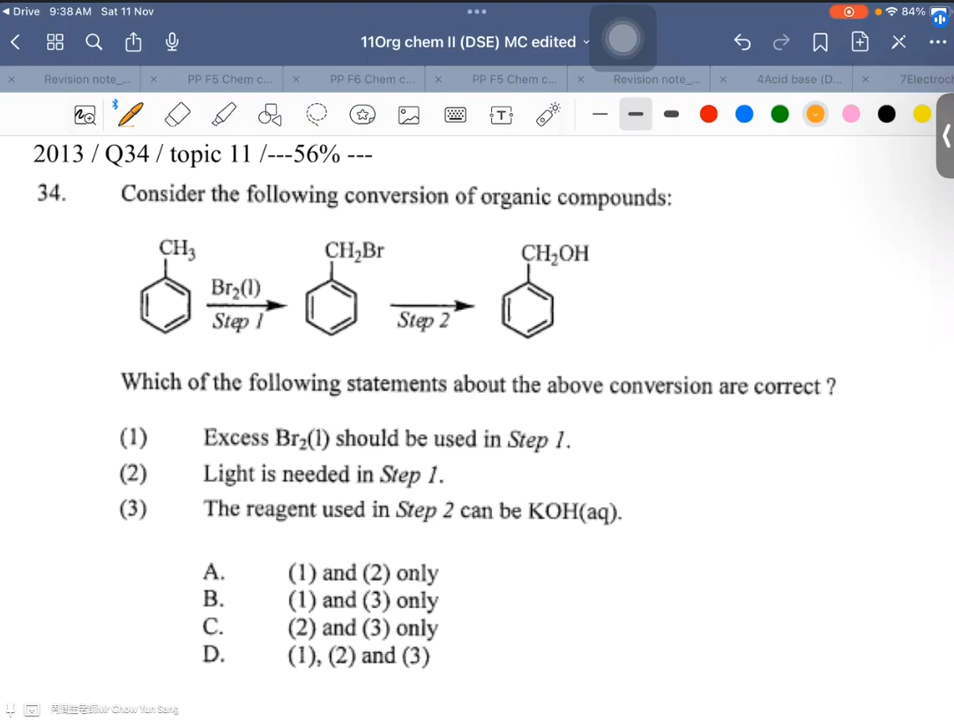 Drive 9:38 AM Sat 11 Nov
84%
11Org chem II (DSE) MC edited
Revision note_...
PP F5 Chem c...
PP F6 Chem c...
PP F5 Chem c...
Revision note_...
4Acid base (D...
7Electroch
2013 / Q34 / topic 11 /---56% ---
34. Consider the following conversion of organic compounds:
CH₃ CH₂Br CH₂OH
Br₂(l)
Step 1 Step 2
Which of the following statements about the above conversion are correct ?
(1) Excess Br₂(l) should be used in Step 1.
(2) Light is needed in Step 1.
(3) The reagent used in Step 2 can be KOH(aq).
A. (1) and (2) only
B. (1) and (3) only
C. (2) and (3) only
D. (1), (2) and (3)
Mr Chow Yun Sang